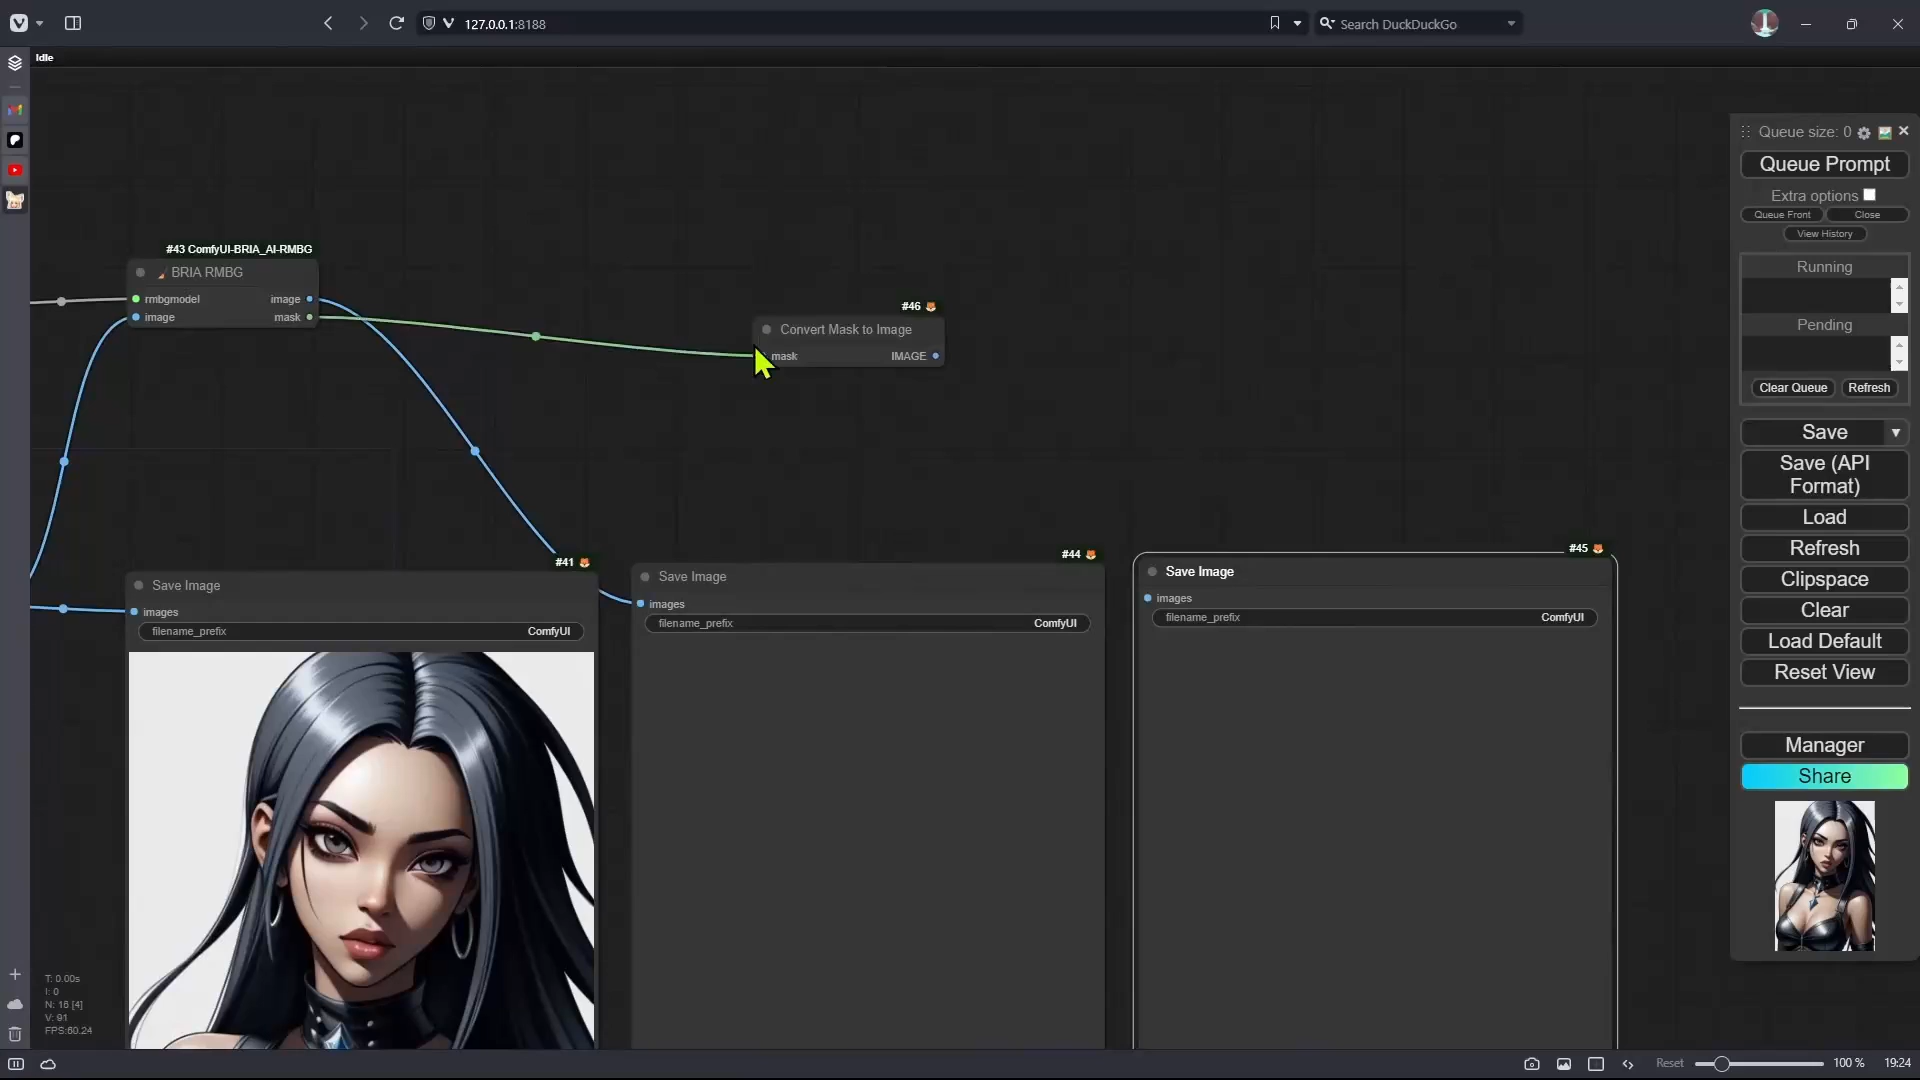 127.0.0.1:8188
Search DuckDuckGo
Idle
Queue size: 0
Queue Prompt
Extra options
Queue Front
Close
View History
Running
Pending
Clear Queue
Refresh
Save
Save (API
Format)
Load
Refresh
Clipspace
Clear
Load Default
Reset View
Manager
Share
#43 ComfyUI-BRIA_AI-RMBG
BRIA RMBG
rmbgmodel
image
image
mask
#46
Convert Mask to Image
mask
IMAGE
#41
Save Image
images
filename_prefix
ComfyUI
#44
Save Image
images
filename_prefix
ComfyUI
#45
Save Image
images
filename_prefix
ComfyUI
T: 0.00s
I: 0
N: 16 [4]
V: 91
FPS:60.24
Reset
100 %
19:24